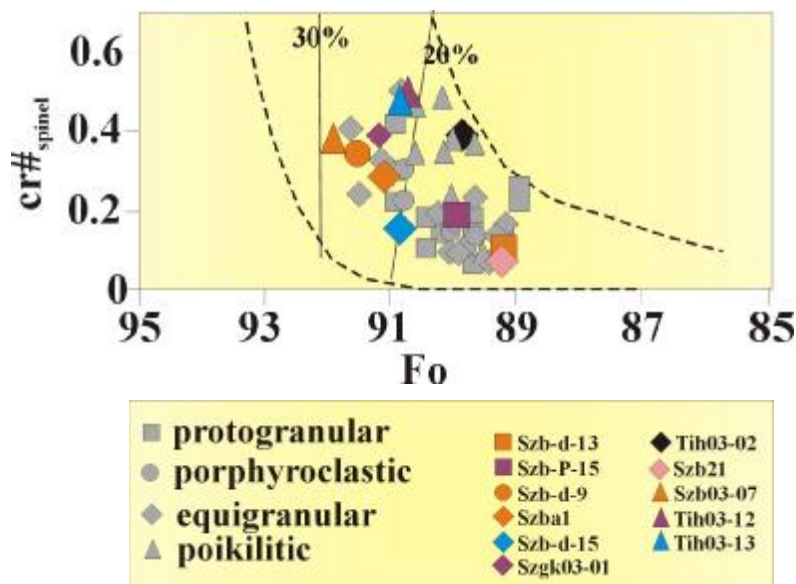 0.6
30%
20%
cr#spinel
0.4
0.2
0
95 93 91 89 87 85
Fo
protogranular
porphyroclastic
equigranular
poikilitic
Szb-d-13
Szb-P-15
Szb-d-9
Szba1
Szb-d-15
Szgk03-01
Tih03-02
Szb21
Szb03-07
Tih03-12
Tih03-13